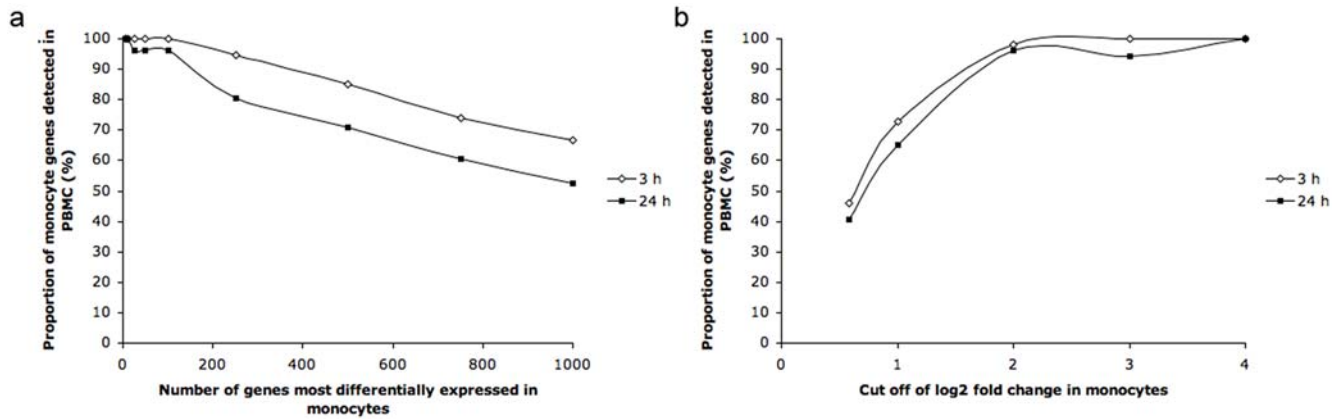 a
Proportion of monocyte genes detected in
PBMC (%)
100
90
80
70
60
50
40
30
20
10
0
0 200 400 600 800 1000
Number of genes most differentially expressed in
monocytes
3 h
24 h
b
Proportion of monocyte genes detected in
PBMC (%)
100
90
80
70
60
50
40
30
20
10
0
0 1 2 3 4
Cut off of log2 fold change in monocytes
3 h
24 h